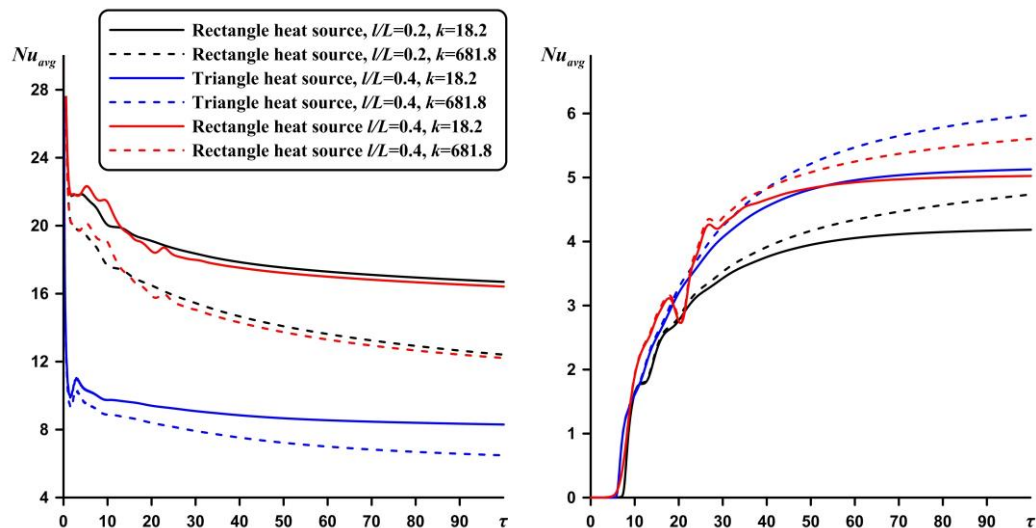 Rectangle heat source, l/L=0.2, k=18.2
Rectangle heat source, l/L=0.2, k=681.8
Triangle heat source, l/L=0.4, k=18.2
Triangle heat source, l/L=0.4, k=681.8
Rectangle heat source l/L=0.4, k=18.2
Rectangle heat source l/L=0.4, k=681.8
Nu_avg
28
24
20
16
12
8
4
0 10 20 30 40 50 60 70 80 90 τ
Nu_avg
6
5
4
3
2
1
0
0 10 20 30 40 50 60 70 80 90 τ